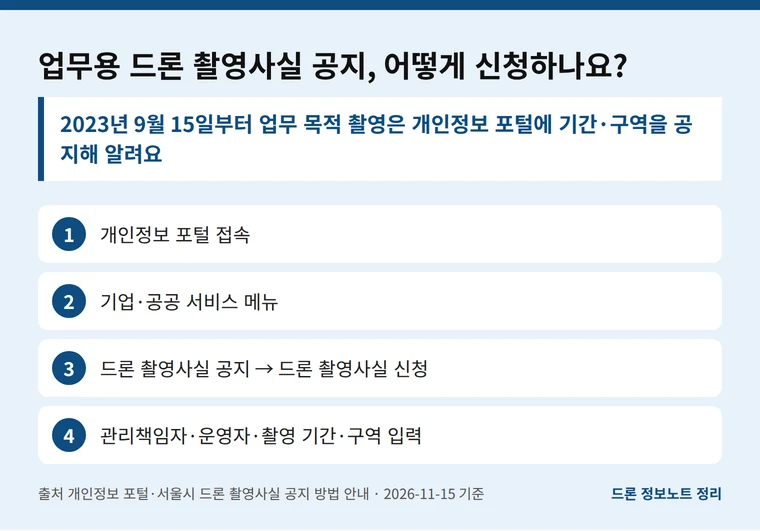 업무용 드론 촬영사실 공지, 어떻게 신청하나요?
2023년 9월 15일부터 업무 목적 촬영은 개인정보 포털에 기간·구역을 공
지해 알려요
1 개인정보 포털 접속
2 기업·공공 서비스 메뉴
3 드론 촬영사실 공지 → 드론 촬영사실 신청
4 관리책임자·운영자·촬영 기간·구역 입력
출처 개인정보 포털·서울시 드론 촬영사실 공지 방법 안내 · 2026-11-15 기준
드론 정보노트 정리